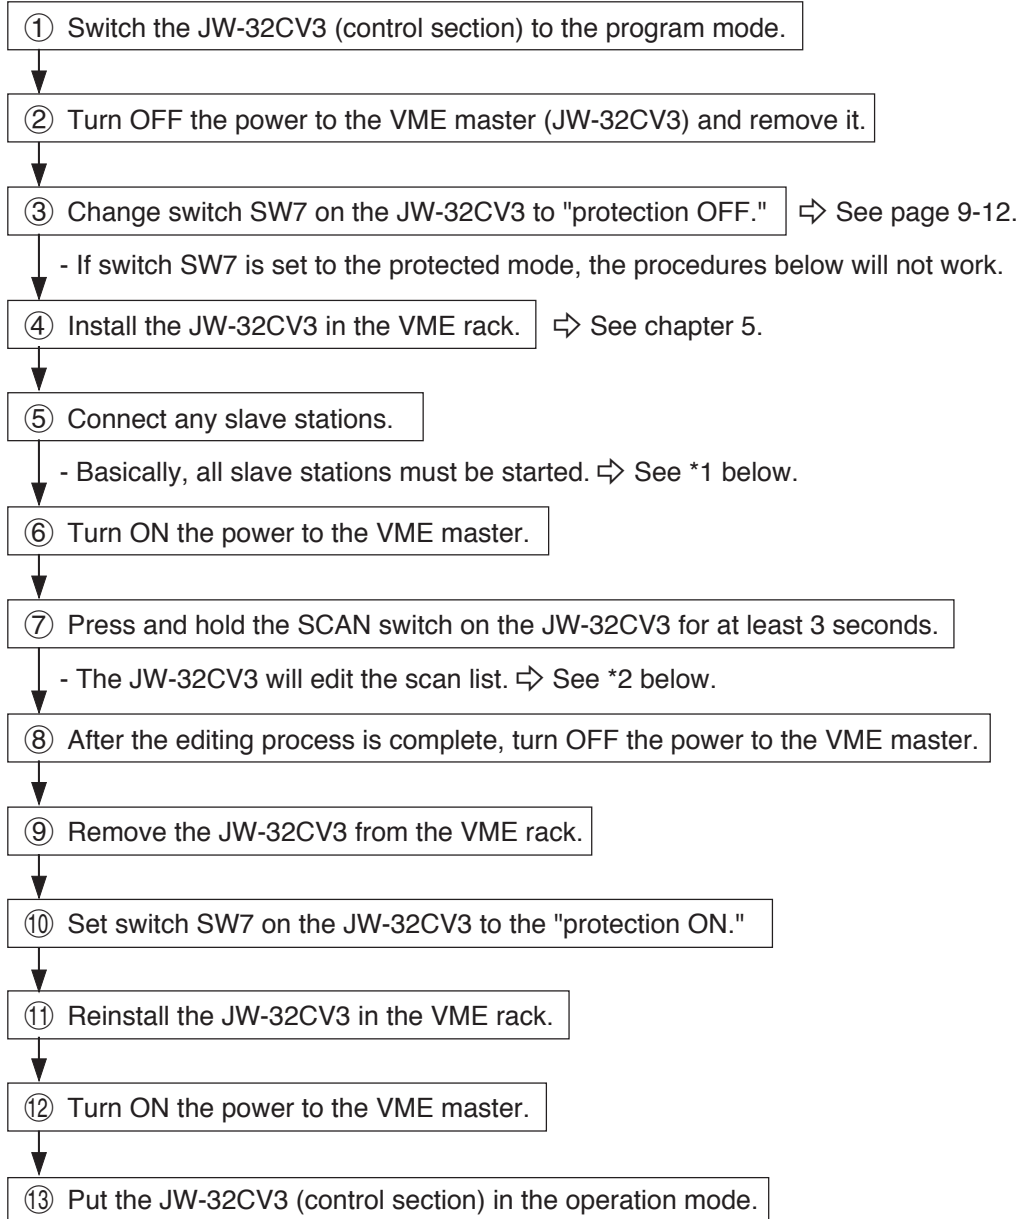 ① Switch the JW-32CV3 (control section) to the program mode.
② Turn OFF the power to the VME master (JW-32CV3) and remove it.
③ Change switch SW7 on the JW-32CV3 to "protection OFF." ⇨ See page 9-12.
- If switch SW7 is set to the protected mode, the procedures below will not work.
④ Install the JW-32CV3 in the VME rack. ⇨ See chapter 5.
⑤ Connect any slave stations.
- Basically, all slave stations must be started. ⇨ See *1 below.
⑥ Turn ON the power to the VME master.
⑦ Press and hold the SCAN switch on the JW-32CV3 for at least 3 seconds.
- The JW-32CV3 will edit the scan list. ⇨ See *2 below.
⑧ After the editing process is complete, turn OFF the power to the VME master.
⑨ Remove the JW-32CV3 from the VME rack.
⑩ Set switch SW7 on the JW-32CV3 to the "protection ON."
⑪ Reinstall the JW-32CV3 in the VME rack.
⑫ Turn ON the power to the VME master.
⑬ Put the JW-32CV3 (control section) in the operation mode.